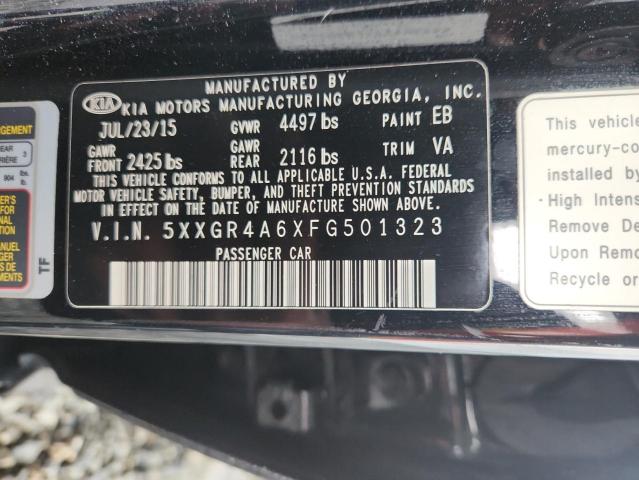 MANUFACTURED BY
KIA KIA MOTORS MANUFACTURING GEORGIA, INC.
JUL/23/15 GVWR 4497 lbs PAINT EB
GAWR FRONT 2425 lbs GAWR REAR 2116 lbs TRIM VA
THIS VEHICLE CONFORMS TO ALL APPLICABLE U.S.A. FEDERAL
MOTOR VEHICLE SAFETY, BUMPER, AND THEFT PREVENTION STANDARDS
IN EFFECT ON THE DATE OF MANUFACTURE SHOWN ABOVE.
V.I.N. 5XXGR4A6XFG501323
PASSENGER CAR
TF
This vehicle
mercury-co
installed by
· High Intens
Remove De
Upon Remov
Recycle or